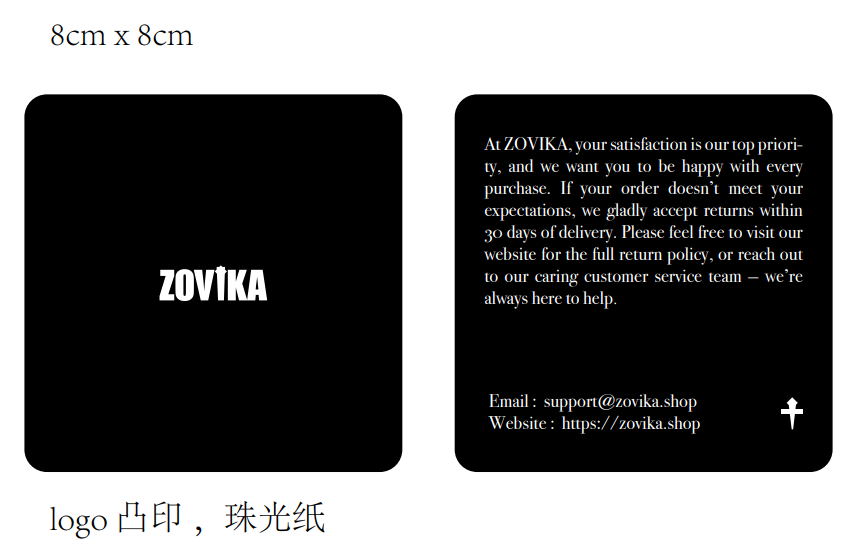 8cm x 8cm
ZOVIKA
At ZOVIKA, your satisfaction is our top priori-
ty, and we want you to be happy with every
purchase. If your order doesn’t meet your
expectations, we gladly accept returns within
30 days of delivery. Please feel free to visit our
website for the full return policy, or reach out
to our caring customer service team – we’re
always here to help.
Email : support@zovika.shop
Website : https://zovika.shop
logo 凸印 ，珠光纸